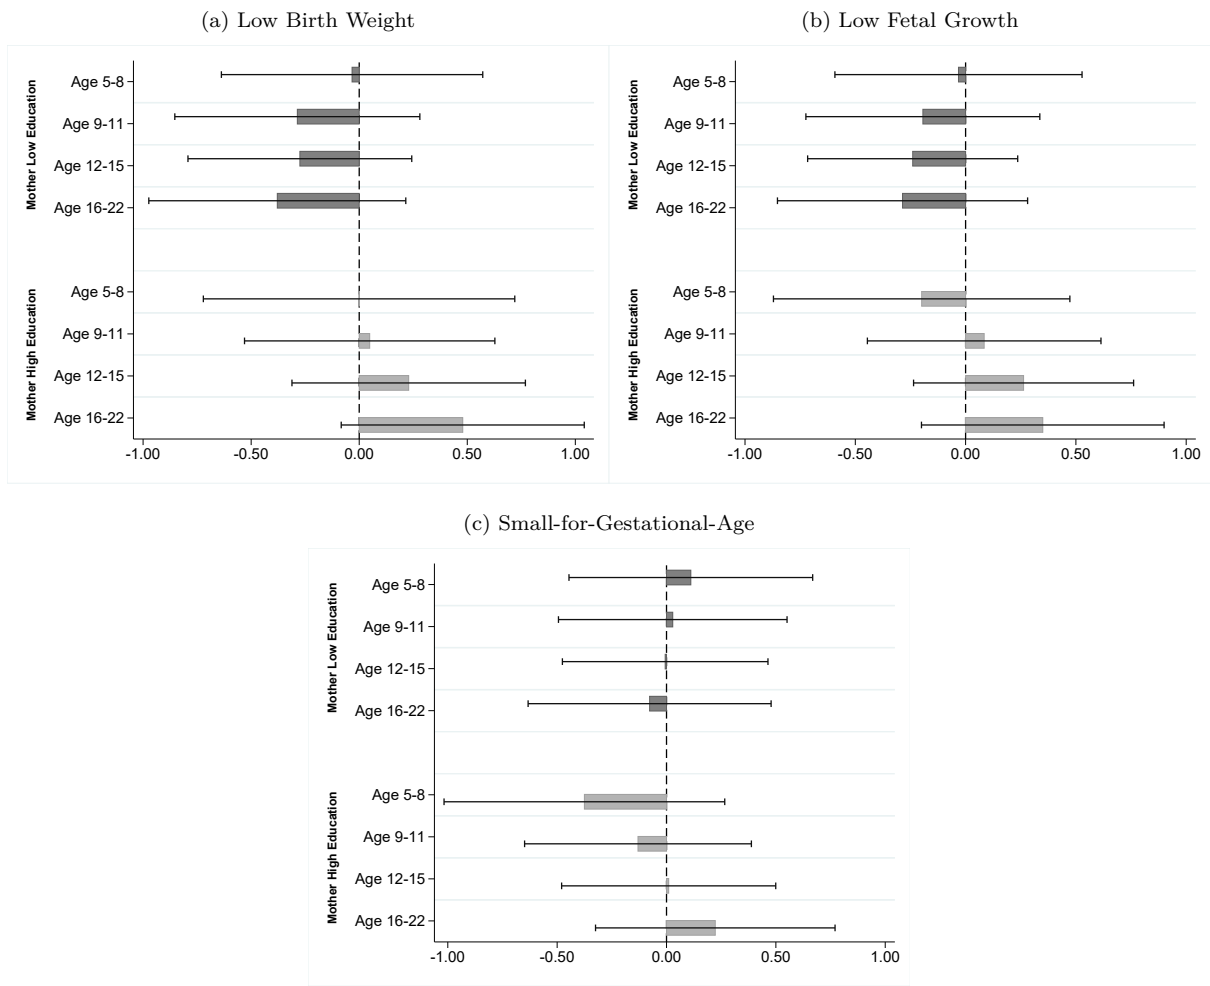 (a) Low Birth Weight
Mother Low Education
Age 5-8
Age 9-11
Age 12-15
Age 16-22
Mother High Education
Age 5-8
Age 9-11
Age 12-15
Age 16-22
-1.00 -0.50 0.00 0.50 1.00
(b) Low Fetal Growth
Mother Low Education
Age 5-8
Age 9-11
Age 12-15
Age 16-22
Mother High Education
Age 5-8
Age 9-11
Age 12-15
Age 16-22
-1.00 -0.50 0.00 0.50 1.00
(c) Small-for-Gestational-Age
Mother Low Education
Age 5-8
Age 9-11
Age 12-15
Age 16-22
Mother High Education
Age 5-8
Age 9-11
Age 12-15
Age 16-22
-1.00 -0.50 0.00 0.50 1.00